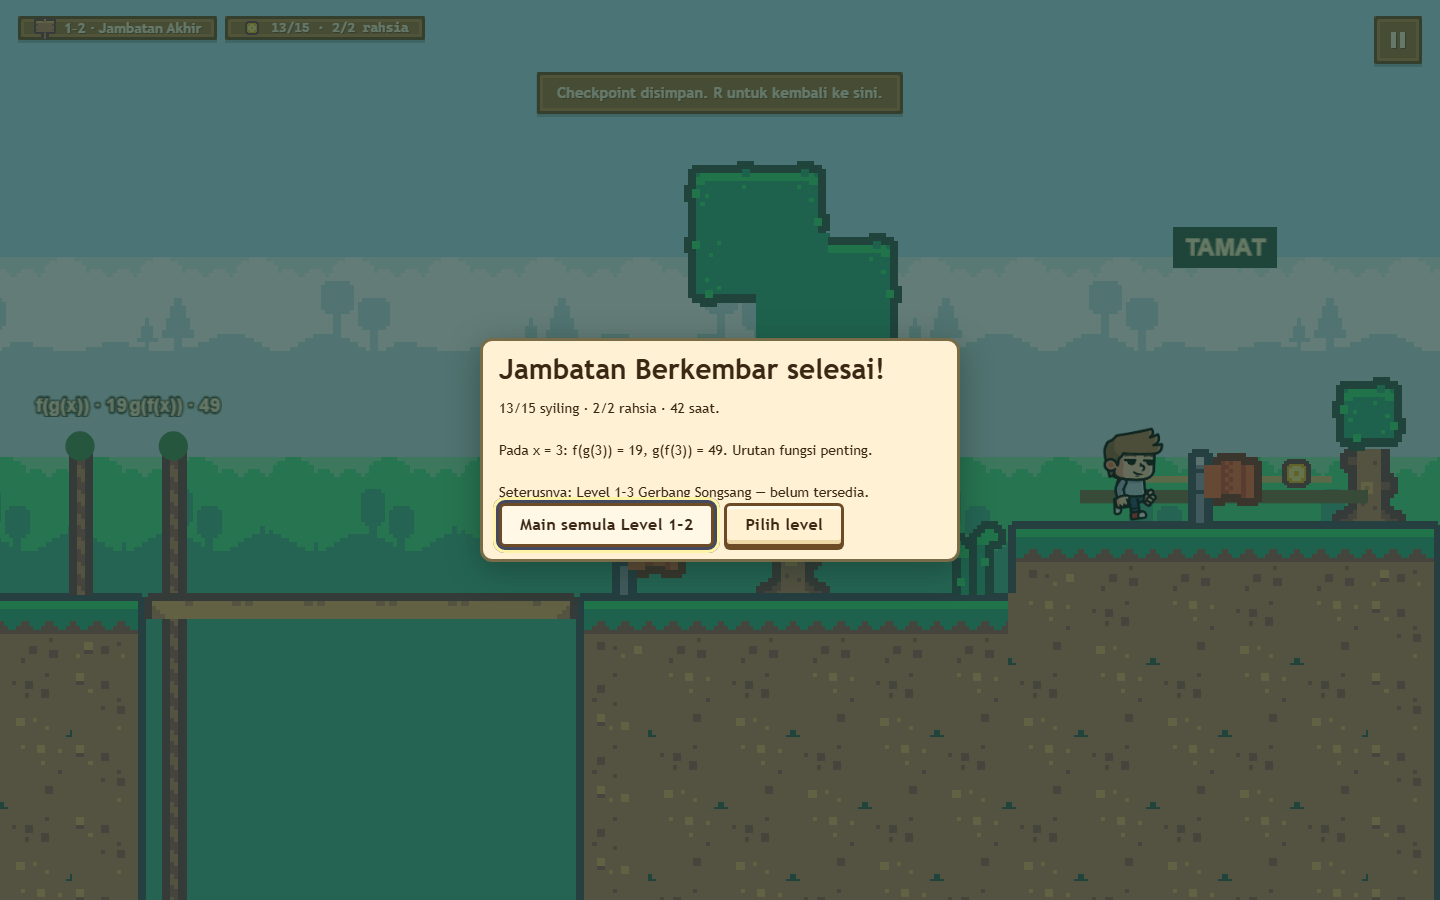 1-2 · Jambatan Akhir
13/15 · 2/2 rahsia
Checkpoint disimpan. R untuk kembali ke sini.
TAMAT
f(g(x)) · 19
g(f(x)) · 49
Jambatan Berkembar selesai!
13/15 syiling · 2/2 rahsia · 42 saat.
Pada x = 3: f(g(3)) = 19, g(f(3)) = 49. Urutan fungsi penting.
Seterusnya: Level 1-3 Gerbang Songsang — belum tersedia.
Main semula Level 1-2
Pilih level